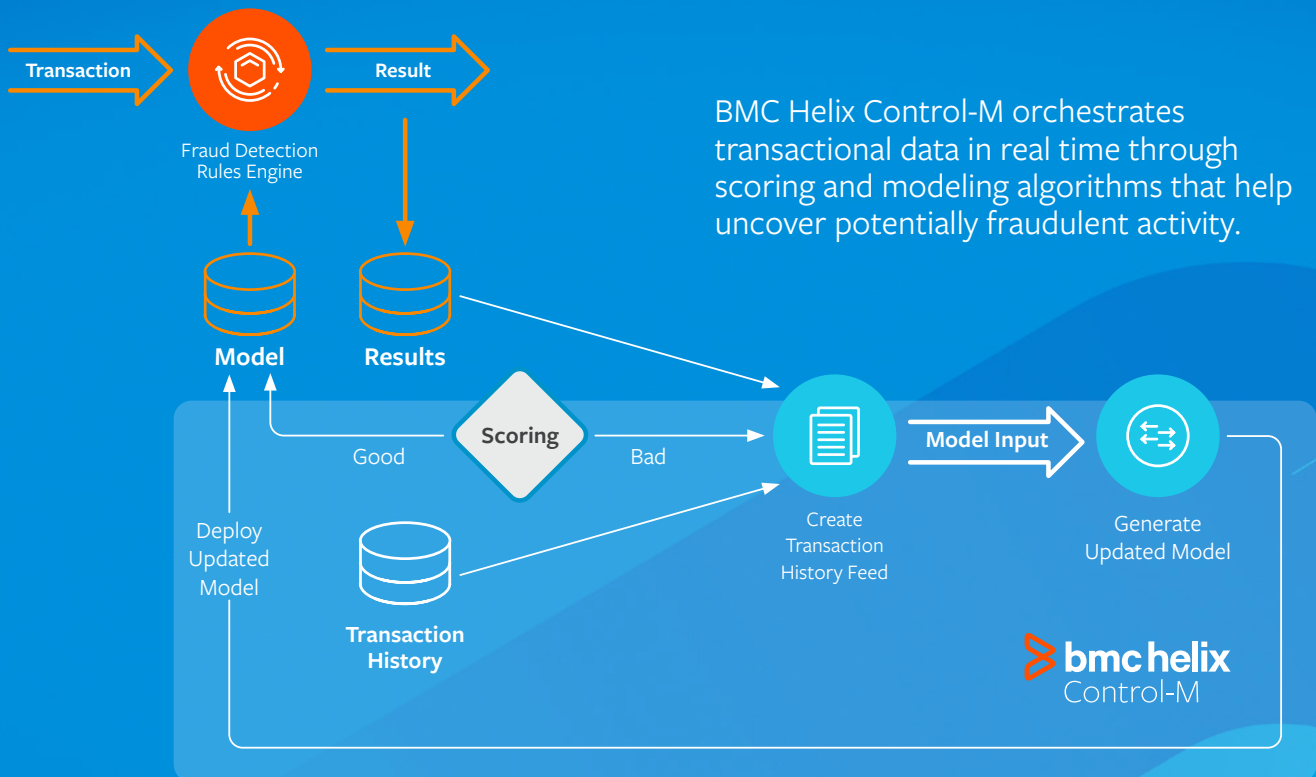 Transaction
Result
Fraud Detection
Rules Engine
BMC Helix Control-M orchestrates
transactional data in real time through
scoring and modeling algorithms that help
uncover potentially fraudulent activity.
Model
Results
Scoring
Good
Bad
Model Input
Deploy
Updated
Model
Create
Transaction
History Feed
Generate
Updated Model
Transaction
History
bmc helix
Control-M